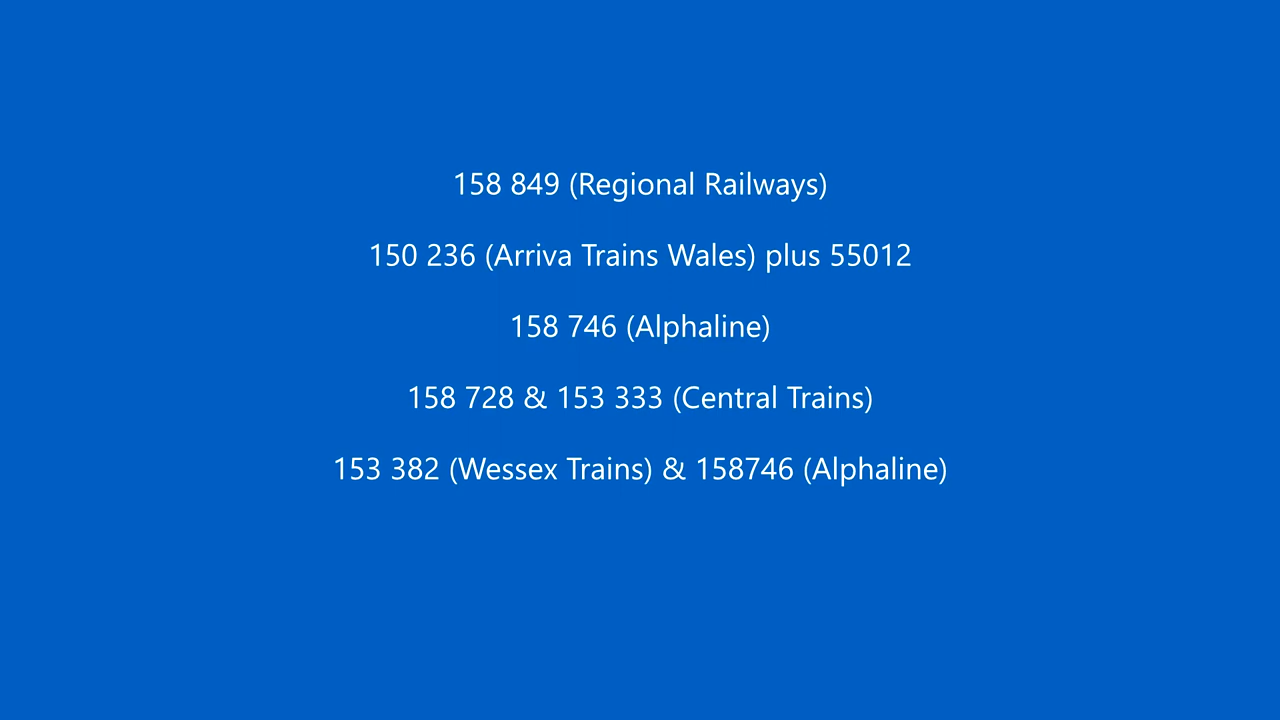 158 849 (Regional Railways)
150 236 (Arriva Trains Wales) plus 55012
158 746 (Alphaline)
158 728 & 153 333 (Central Trains)
153 382 (Wessex Trains) & 158746 (Alphaline)